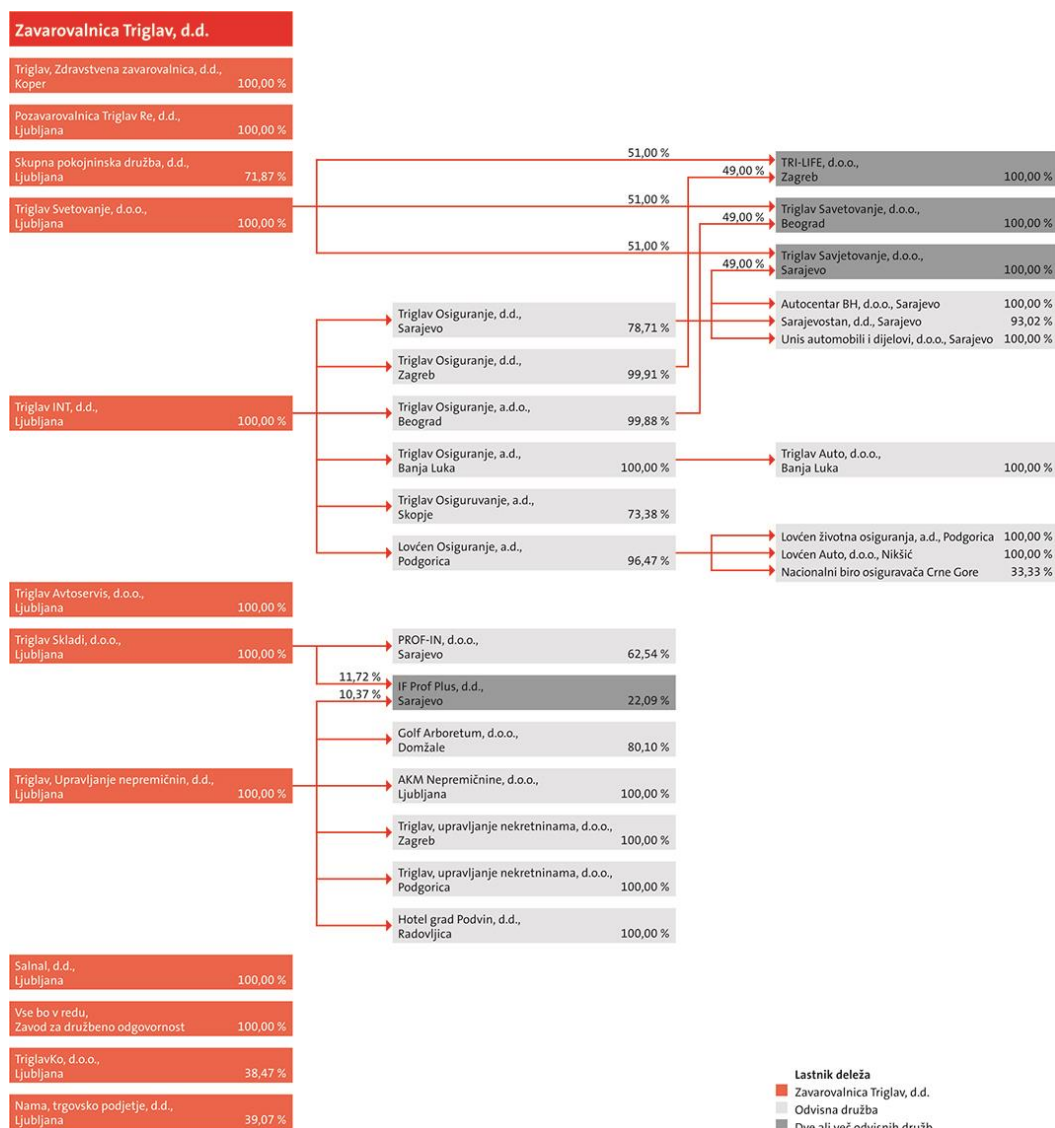 Zavarovalnica Triglav, d.d.
Triglav, Zdravstvena zavarovalnica, d.d.,
Koper 100,00 %
Pozavarovalnica Triglav Re, d.d.,
Ljubljana 100,00 %
Skupna pokojninska družba, d.d.,
Ljubljana 71,87 %
Triglav Svetovanje, d.o.o.,
Ljubljana 100,00 %
51,00 %
49,00 %
TRI-LIFE, d.o.o.,
Zagreb 100,00 %
51,00 %
49,00 %
Triglav Savetovanje, d.o.o.,
Beograd 100,00 %
51,00 %
49,00 %
Triglav Savjetovanje, d.o.o.,
Sarajevo 100,00 %
Autocentar BH, d.o.o., Sarajevo 100,00 %
Sarajevostan, d.d., Sarajevo 93,02 %
Unis automobili i dijelovi, d.o.o., Sarajevo 100,00 %
Triglav INT, d.d.,
Ljubljana 100,00 %
Triglav Osiguranje, d.d.,
Sarajevo 78,71 %
Triglav Osiguranje, d.d.,
Zagreb 99,91 %
Triglav Osiguranje, a.d.o.,
Beograd 99,88 %
Triglav Osiguranje, a.d.,
Banja Luka 100,00 %
Triglav Auto, d.o.o.,
Banja Luka 100,00 %
Triglav Osiguruvanje, a.d.,
Skopje 73,38 %
Lovćen Osiguranje, a.d.,
Podgorica 96,47 %
Lovćen životna osiguranja, a.d., Podgorica 100,00 %
Lovćen Auto, d.o.o., Nikšić 100,00 %
Nacionalni biro osiguravača Crne Gore 33,33 %
Triglav Avtoservis, d.o.o.,
Ljubljana 100,00 %
Triglav Skladi, d.o.o.,
Ljubljana 100,00 %
PROF-IN, d.o.o.,
Sarajevo 62,54 %
11,72 %
10,37 %
IF Prof Plus, d.d.,
Sarajevo 22,09 %
Golf Arboretum, d.o.o.,
Domžale 80,10 %
Triglav, Upravljanje nepremičnin, d.d.,
Ljubljana 100,00 %
AKM Nepremičnine, d.o.o.,
Ljubljana 100,00 %
Triglav, upravljanje nekretninama, d.o.o.,
Zagreb 100,00 %
Triglav, upravljanje nekretninama, d.o.o.,
Podgorica 100,00 %
Hotel grad Podvin, d.d.,
Radovljica 100,00 %
Salnal, d.d.,
Ljubljana 100,00 %
Vse bo v redu,
Zavod za družbeno odgovornost 100,00 %
TriglavKo, d.o.o.,
Ljubljana 38,47 %
Nama, trgovsko podjetje, d.d.,
Ljubljana 39,07 %
Lastnik deleža
Zavarovalnica Triglav, d.d.
Odvisna družba
Dve ali več odvisnih družb